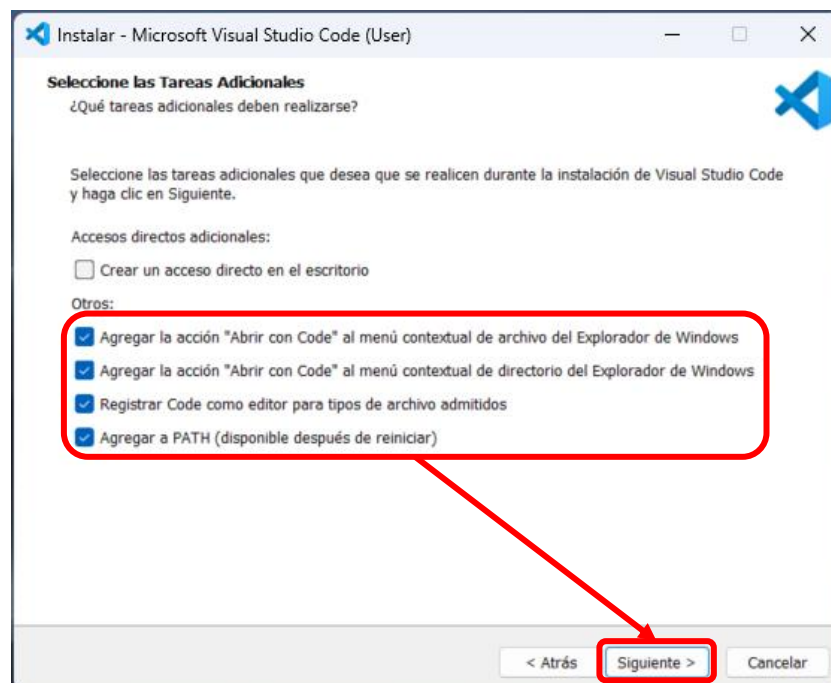 Instalar - Microsoft Visual Studio Code (User)
Seleccione las Tareas Adicionales
¿Qué tareas adicionales deben realizarse?
Seleccione las tareas adicionales que desea que se realicen durante la instalación de Visual Studio Code
y haga clic en Siguiente.
Accesos directos adicionales:
Crear un acceso directo en el escritorio
Otros:
Agregar la acción "Abrir con Code" al menú contextual de archivo del Explorador de Windows
Agregar la acción "Abrir con Code" al menú contextual de directorio del Explorador de Windows
Registrar Code como editor para tipos de archivo admitidos
Agregar a PATH (disponible después de reiniciar)
< Atrás Siguiente > Cancelar